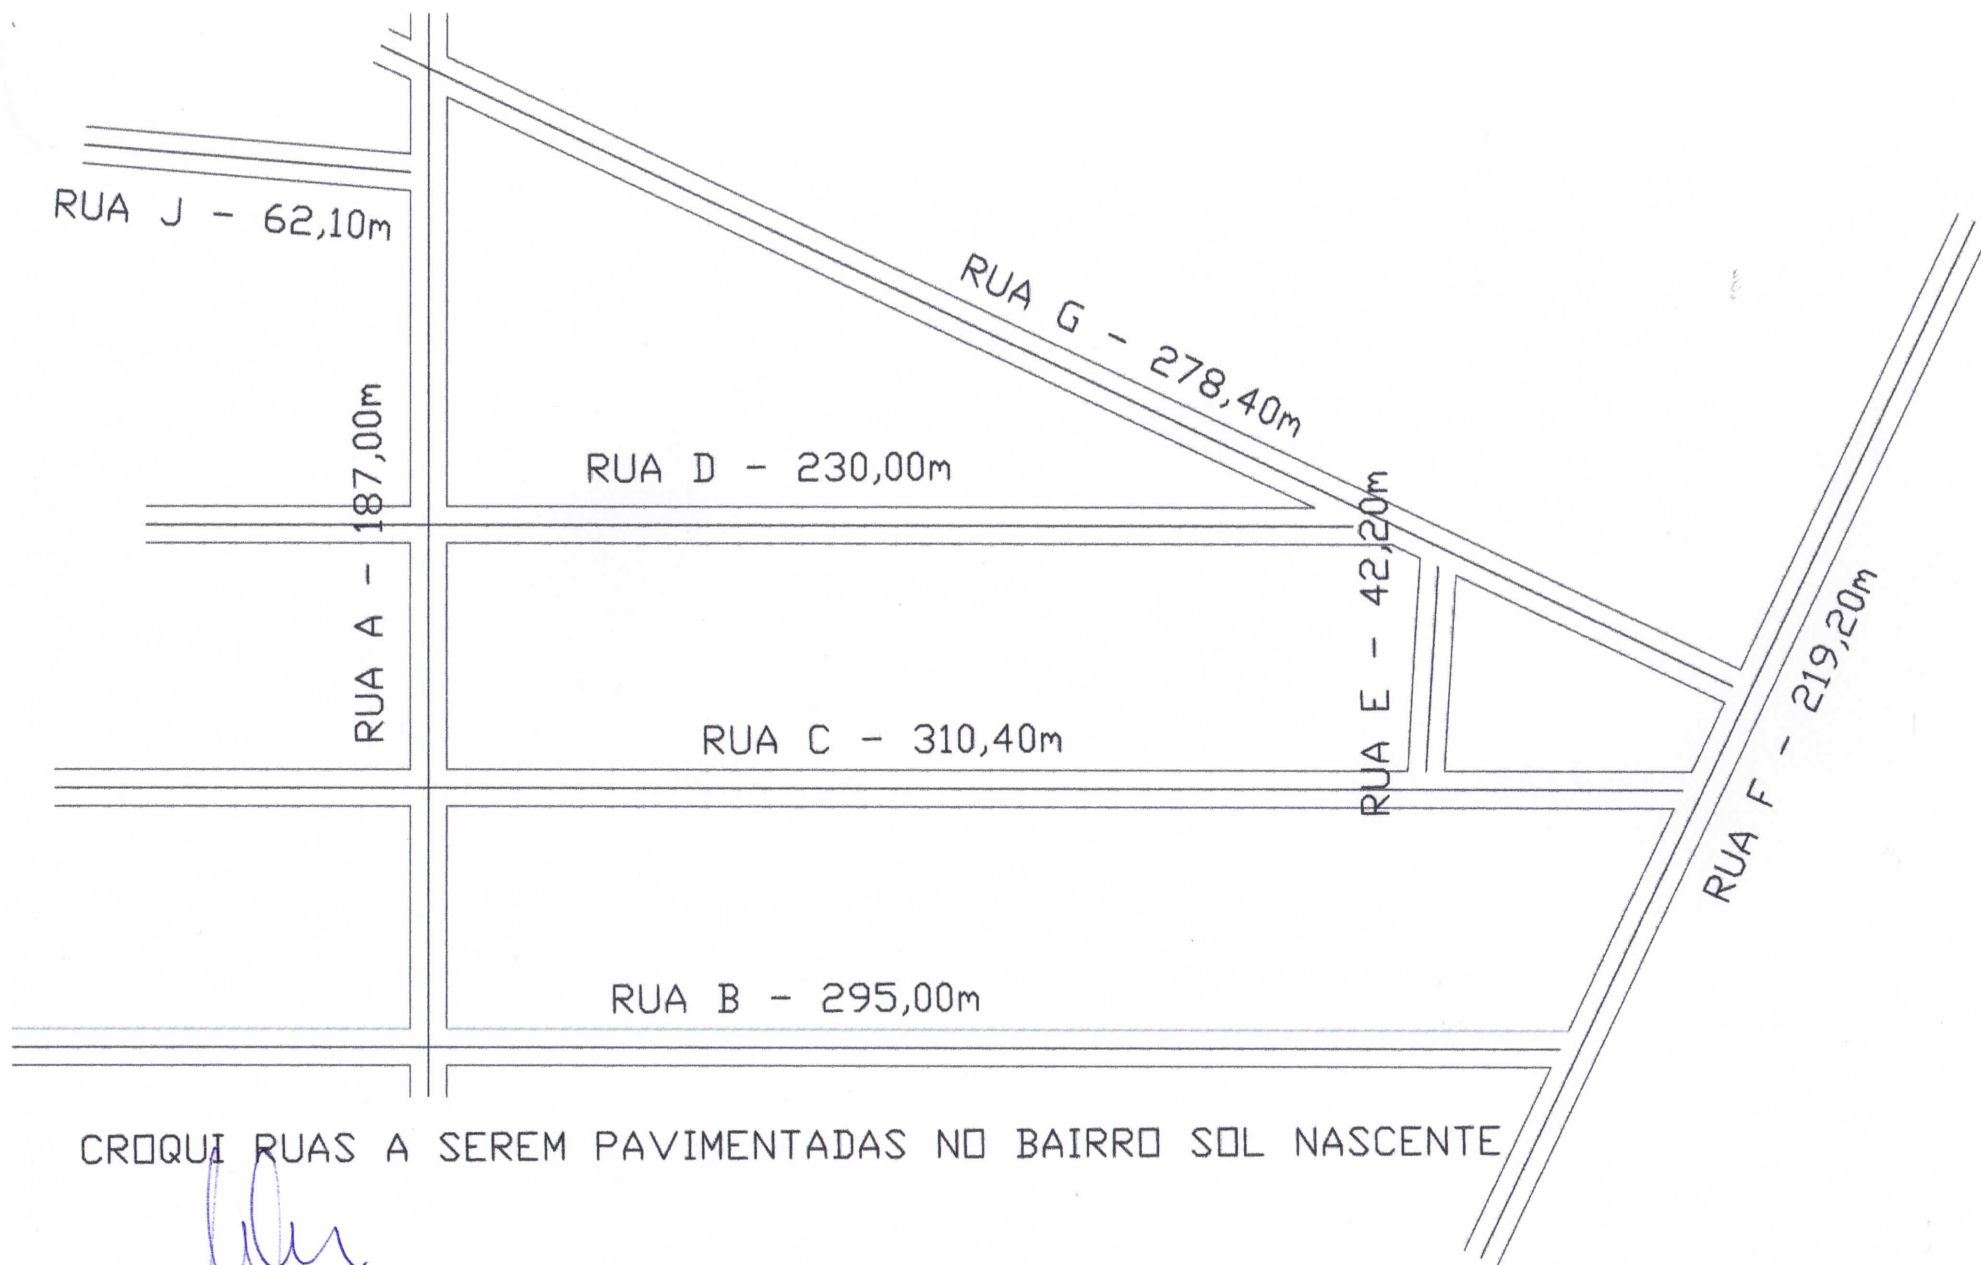 RUA J - 62,10m
RUA G - 278,40m
RUA A - 187,00m
RUA D - 230,00m
RUA E - 42,20m
RUA F - 219,20m
RUA C - 310,40m
RUA B - 295,00m
CROQUI RUAS A SEREM PAVIMENTADAS NO BAIRRO SOL NASCENTE